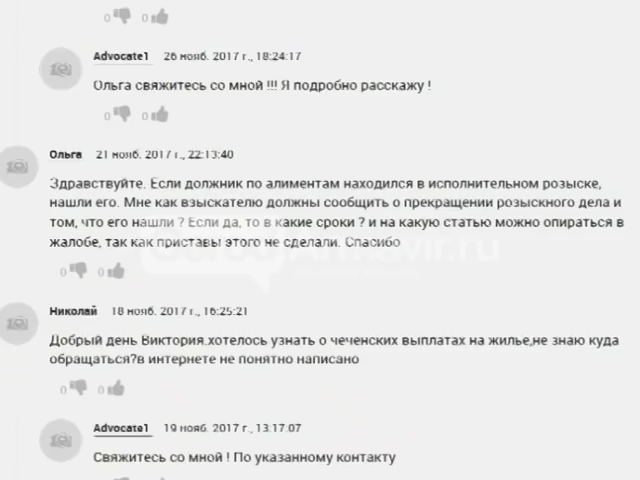 0 0
Advocate1 26 нояб. 2017 г., 18:24:17
Ольга свяжитесь со мной !!! Я подробно расскажу !
0 0
Ольга 21 нояб. 2017 г., 22:13:40
Здравствуйте. Если должник по алиментам находился в исполнительном розыске,
нашли его. Мне как взыскателю должны сообщить о прекращении розыскного дела и
том, что его нашли ? Если да, то в какие сроки ? и на какую статью можно опираться в
жалобе, так как приставы этого не сделали. Спасибо
0 0
Николай 18 нояб. 2017 г., 16:25:21
Добрый день Виктория.хотелось узнать о чеченских выплатах на жилье,не знаю куда
обращаться?в интернете не понятно написано
0 0
Advocate1 19 нояб. 2017 г., 13:17:07
Свяжитесь со мной ! По указанному контакту